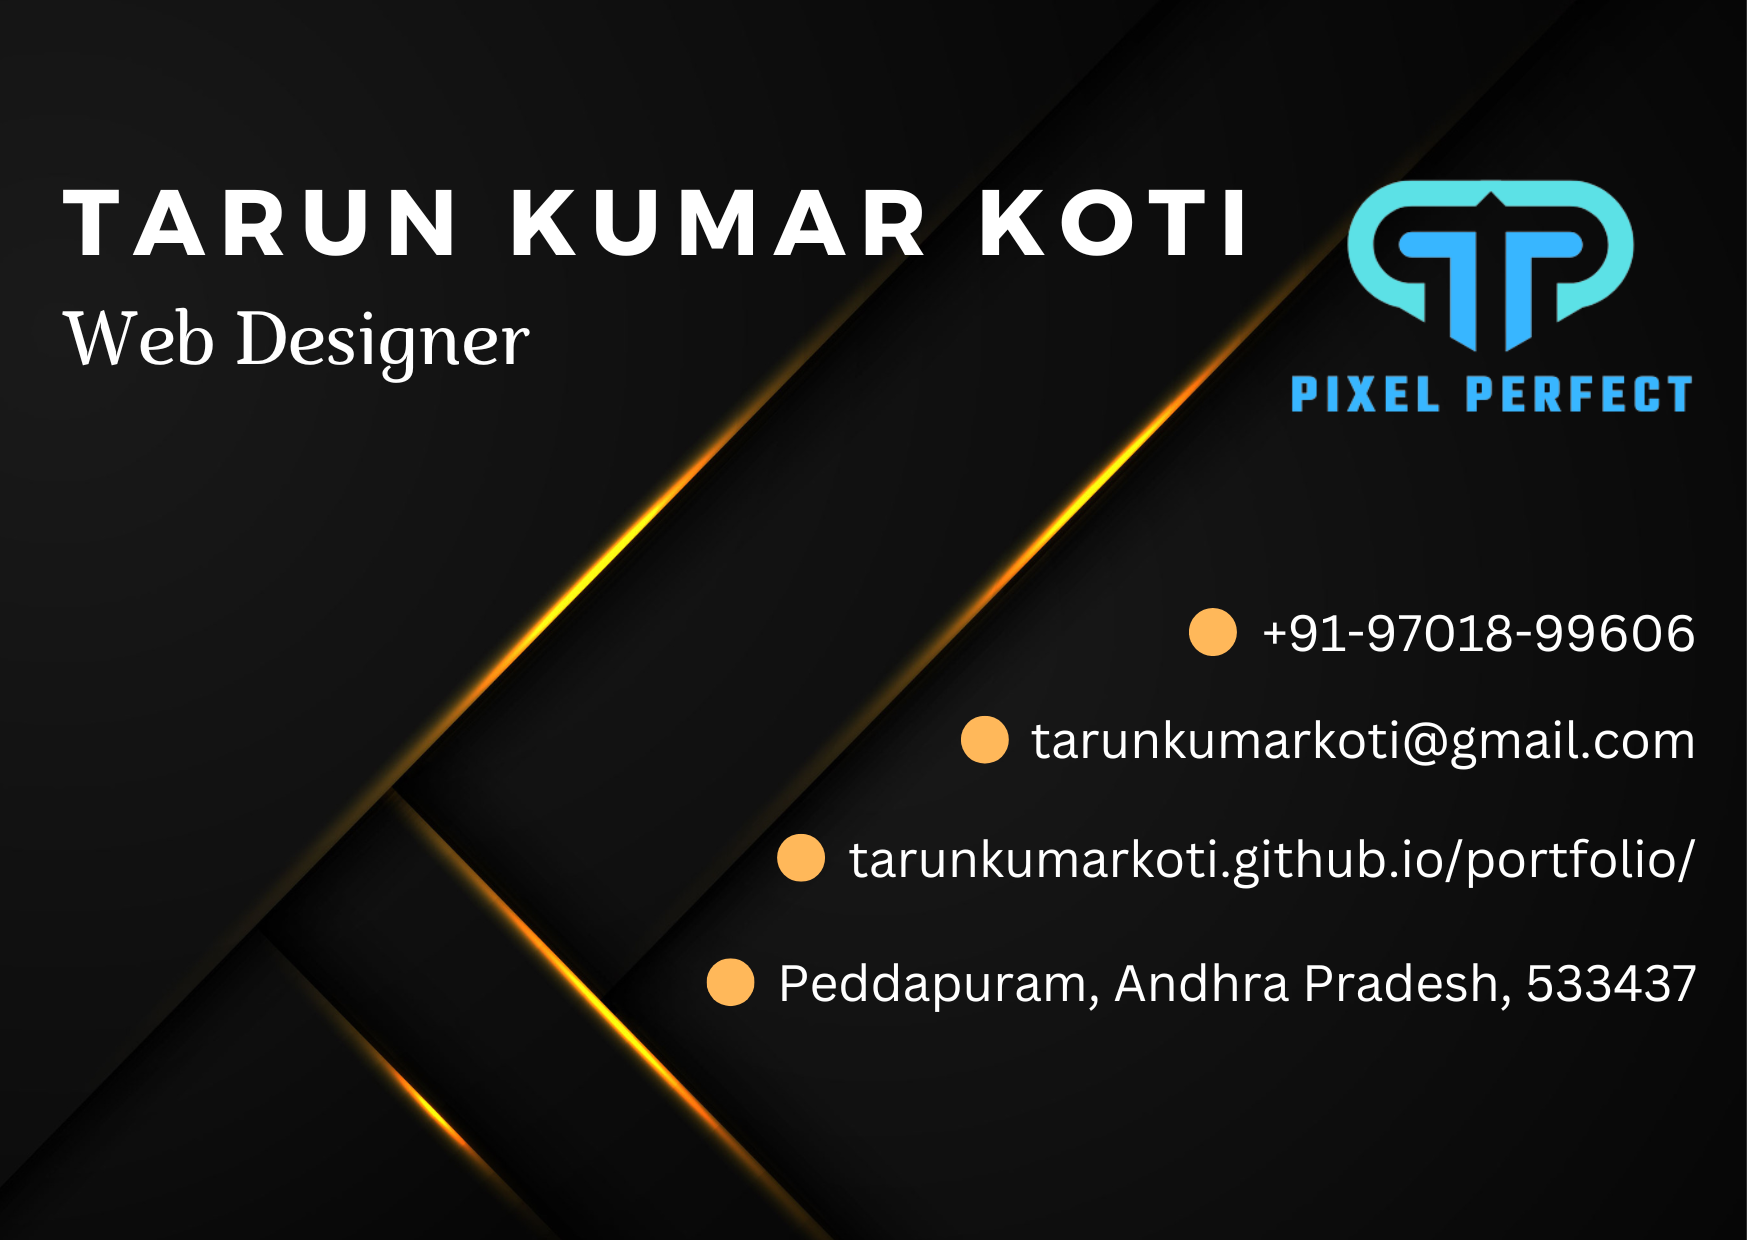 TARUN KUMAR KOTI
Web Designer
PIXEL PERFECT
+91-97018-99606
tarunkumarkoti@gmail.com
tarunkumarkoti.github.io/portfolio/
Peddapuram, Andhra Pradesh, 533437